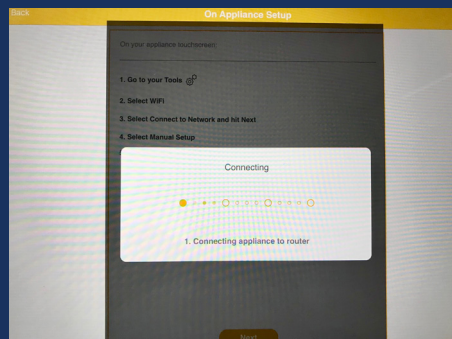 Back
On Appliance Setup
On your appliance touchscreen:
1. Go to your Tools
2. Select WiFi
3. Select Connect to Network and hit Next
4. Select Manual Setup
Connecting
1. Connecting appliance to router
Next